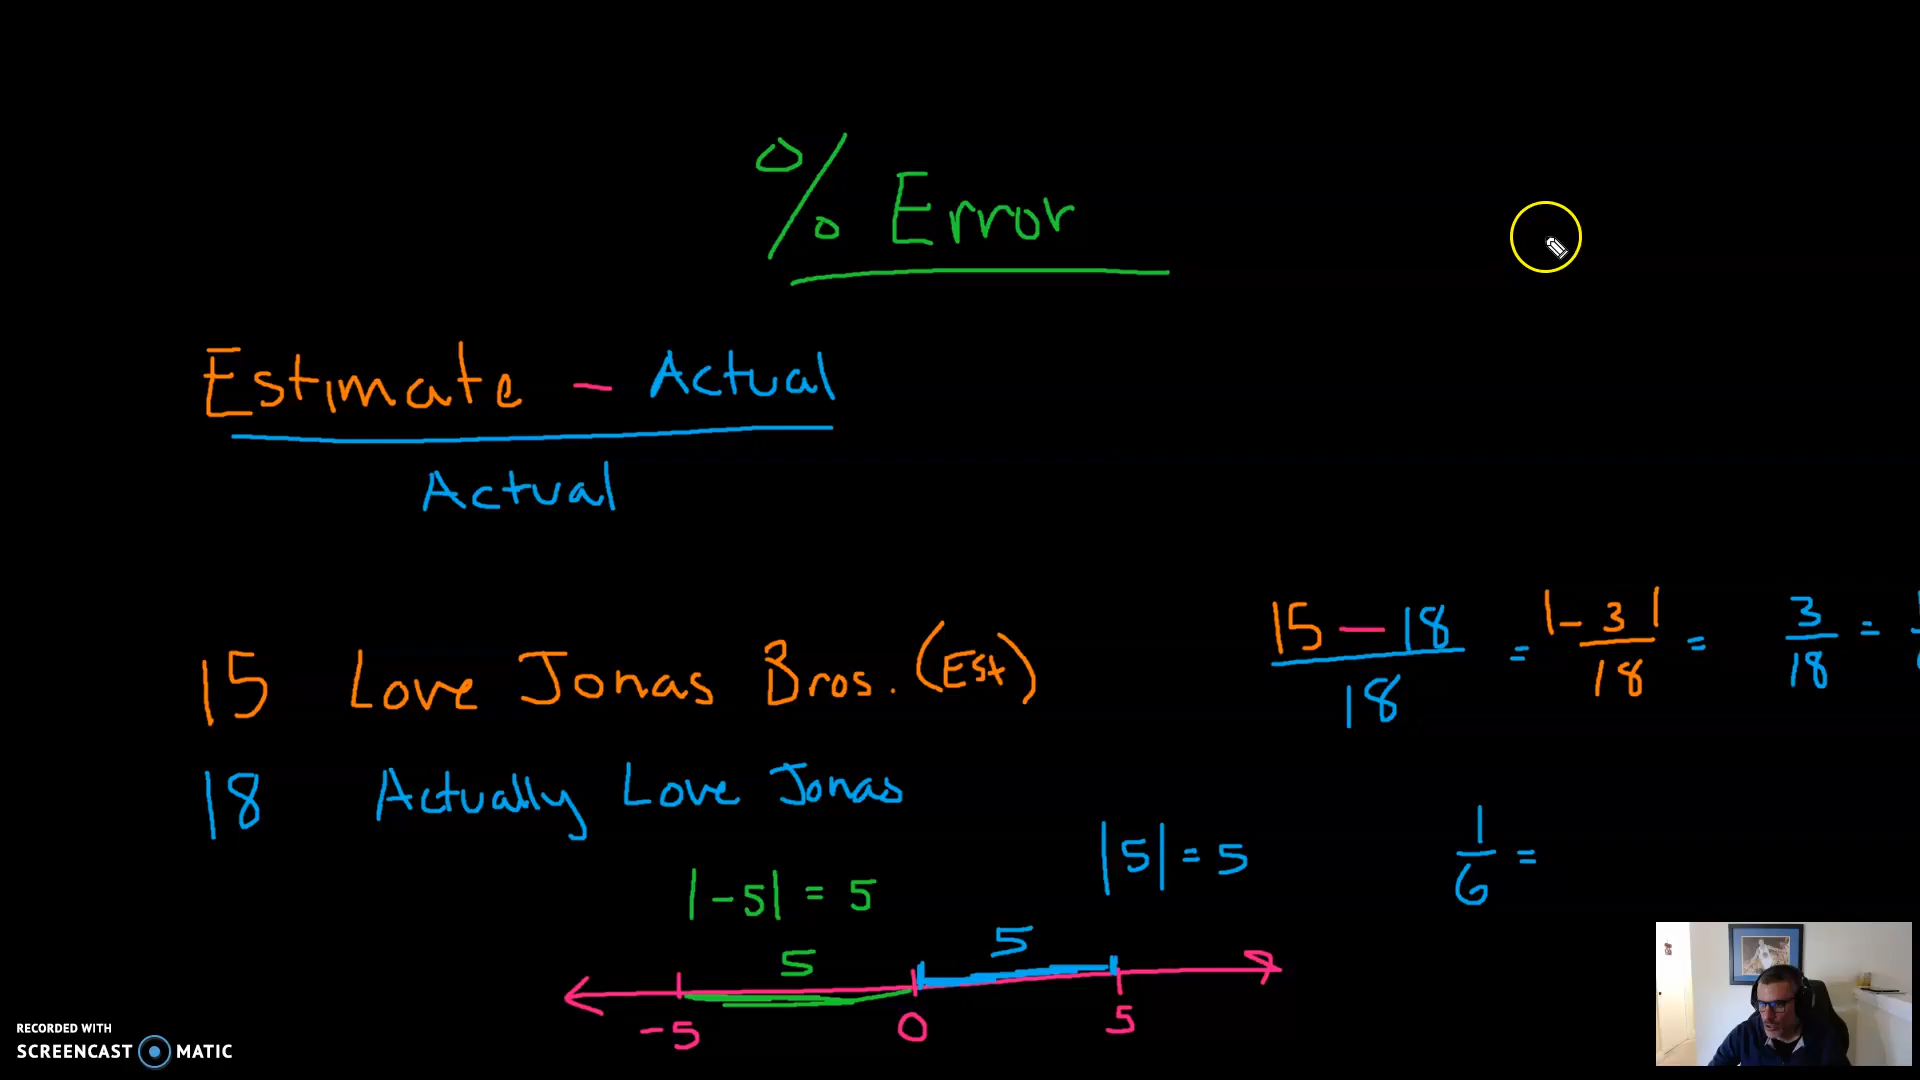 % Error
Estimate - Actual
Actual
15 Love Jonas Bros. (Est)
15 - 18 = |-3| = 3 =
18 18 18
18 Actually Love Jonas
|-5| = 5
|5| = 5
1/6 =
5 5
-5 0 5
RECORDED WITH
SCREENCAST MATIC